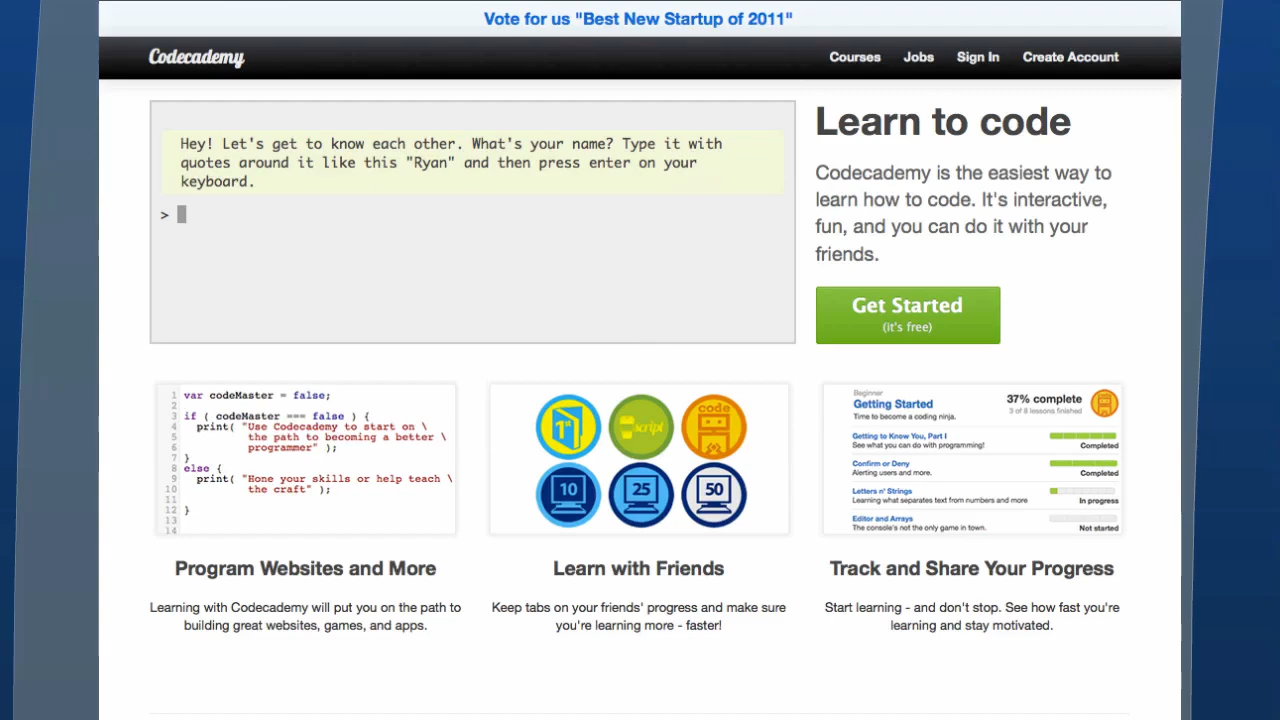 Vote for us "Best New Startup of 2011"
Codecademy
Courses Jobs Sign In Create Account
Hey! Let's get to know each other. What's your name? Type it with
quotes around it like this "Ryan" and then press enter on your
keyboard.
>
Learn to code
Codecademy is the easiest way to
learn how to code. It's interactive,
fun, and you can do it with your
friends.
Get Started
(it's free)
1 var codeMaster = false;
2
3 if ( codeMaster === false ) {
4 print( "Use Codecademy to start on \
5 the path to becoming a better \
6 programmer" );
7 }
8 else {
9 print( "Hone your skills or help teach \
10 the craft" );
11
12 }
13
14
1st
script
code
10
25
50
Beginner
Getting Started
Time to become a coding ninja.
37% complete
3 of 8 lessons finished
Getting to Know You, Part I
See what you can do with programming!
Completed
Confirm or Deny
Alerting users and more.
Completed
Letters n' Strings
Learning what separates text from numbers and more
In progress
Editor and Arrays
The console's not the only game in town.
Not started
Program Websites and More
Learning with Codecademy will put you on the path to
building great websites, games, and apps.
Learn with Friends
Keep tabs on your friends' progress and make sure
you're learning more - faster!
Track and Share Your Progress
Start learning - and don't stop. See how fast you're
learning and stay motivated.